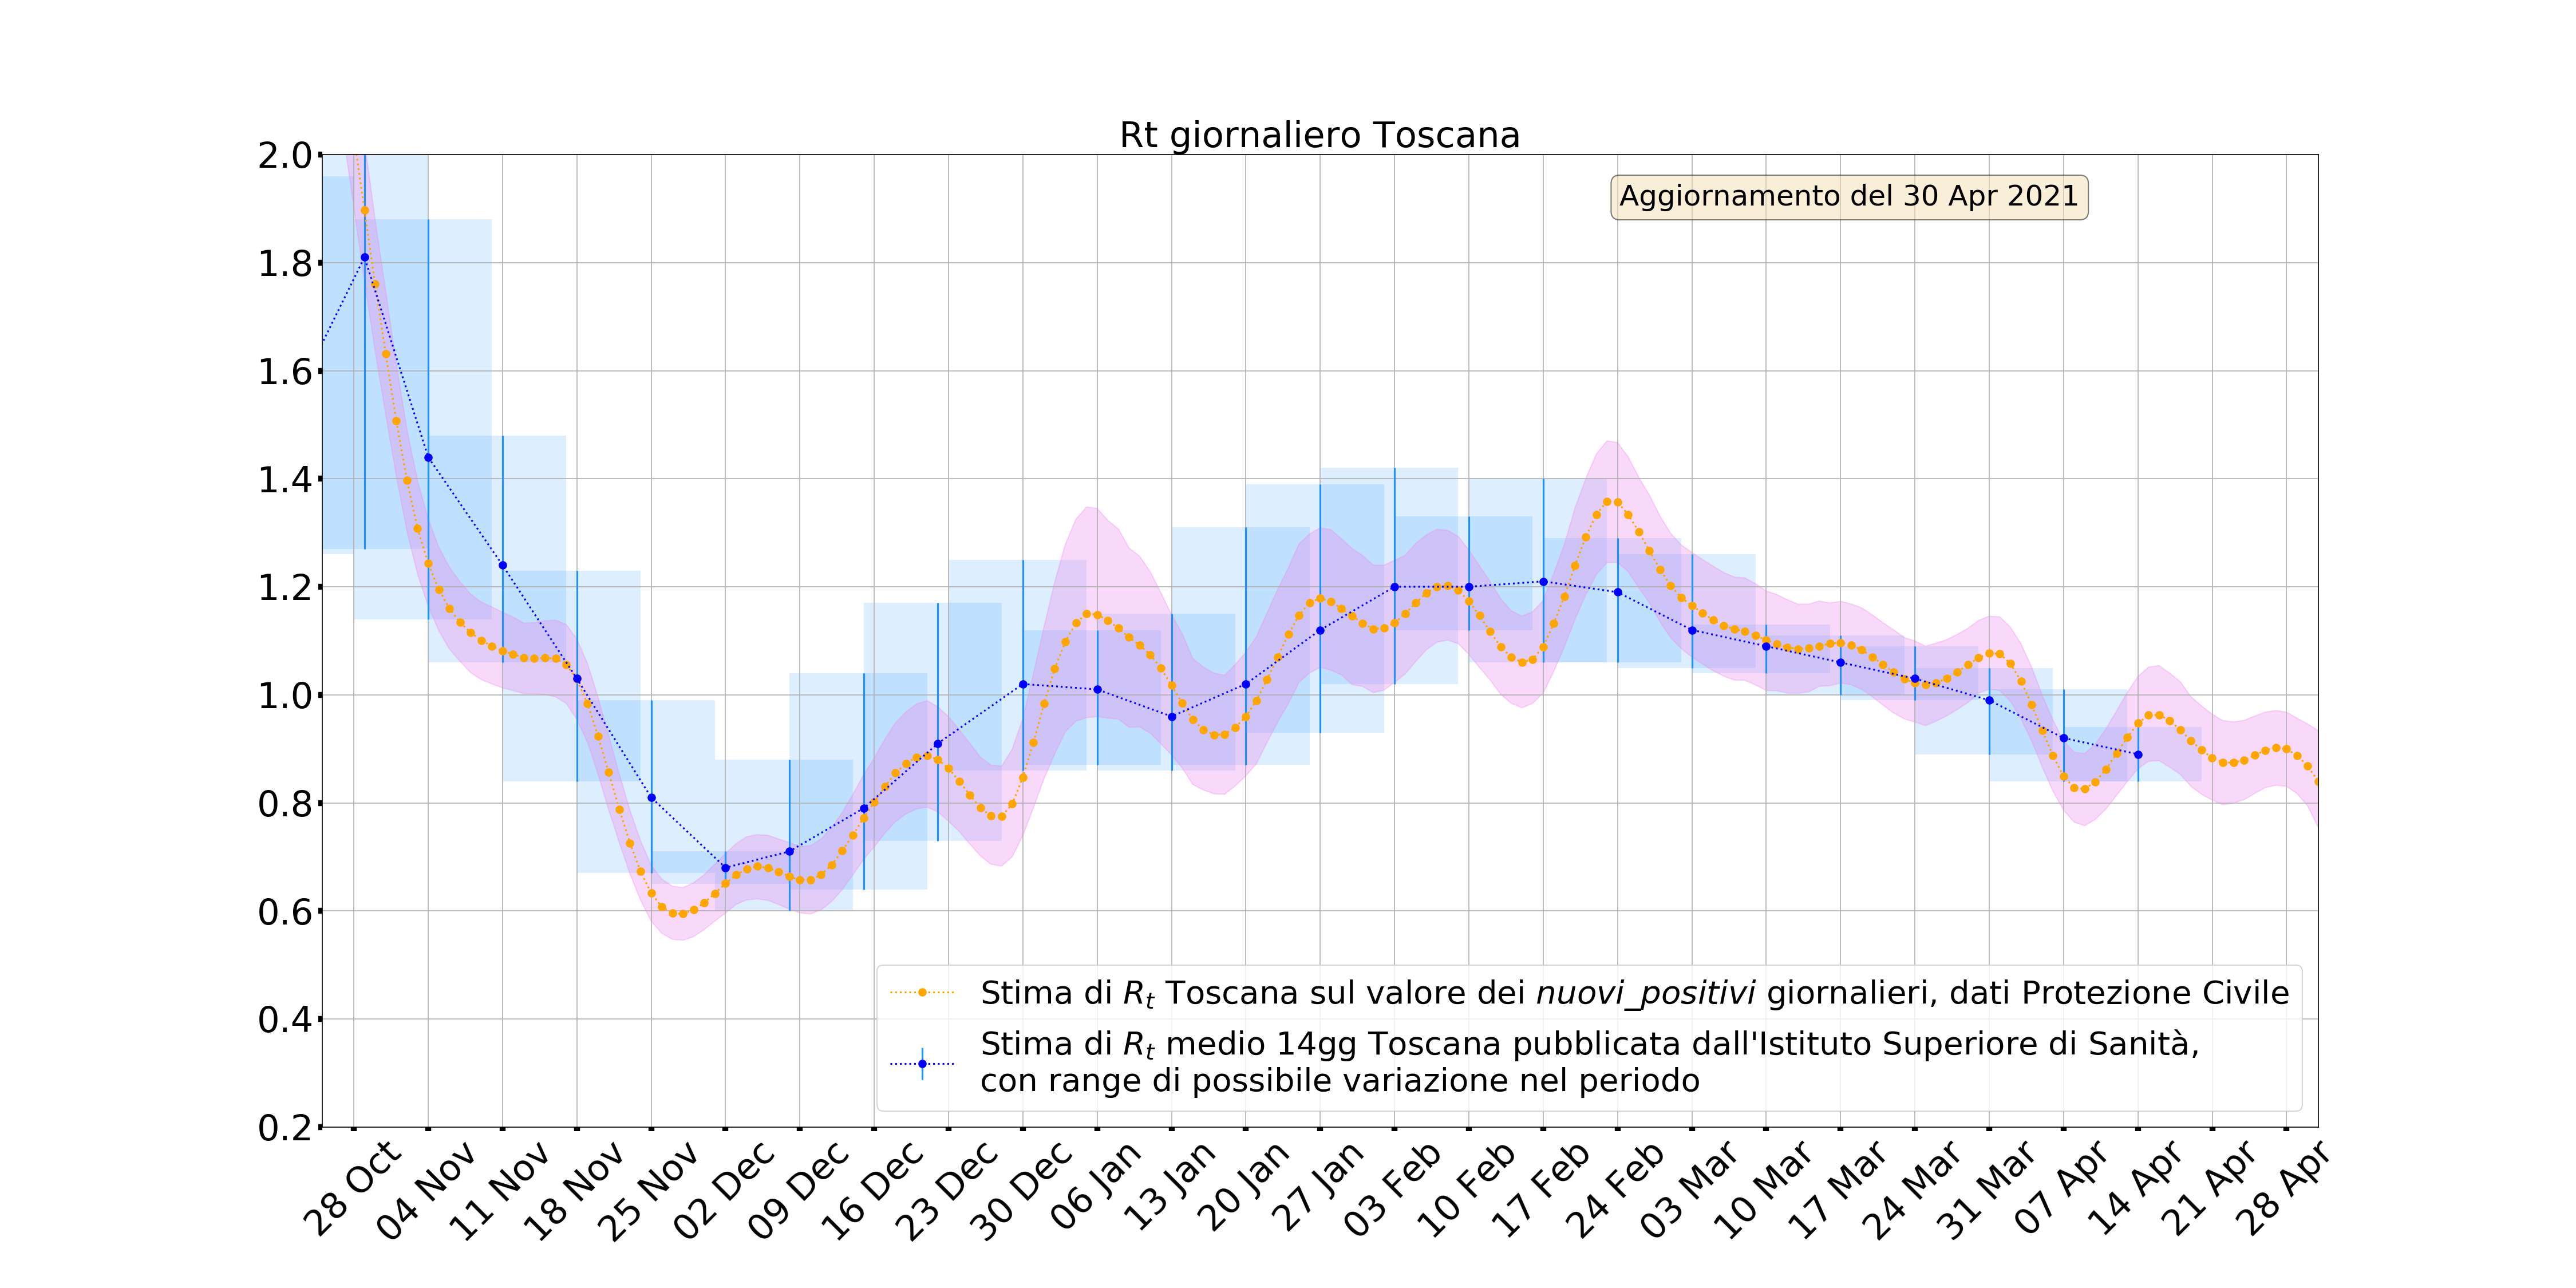 Rt giornaliero Toscana
Aggiornamento del 30 Apr 2021
2.0
1.8
1.6
1.4
1.2
1.0
0.8
0.6
0.4
0.2
Stima di Rt Toscana sul valore dei nuovi_positivi giornalieri, dati Protezione Civile
Stima di Rt medio 14gg Toscana pubblicata dall'Istituto Superiore di Sanità,
con range di possibile variazione nel periodo
28 Oct
04 Nov
11 Nov
18 Nov
25 Nov
02 Dec
09 Dec
16 Dec
23 Dec
30 Dec
06 Jan
13 Jan
20 Jan
27 Jan
03 Feb
10 Feb
17 Feb
24 Feb
03 Mar
10 Mar
17 Mar
24 Mar
31 Mar
07 Apr
14 Apr
21 Apr
28 Apr